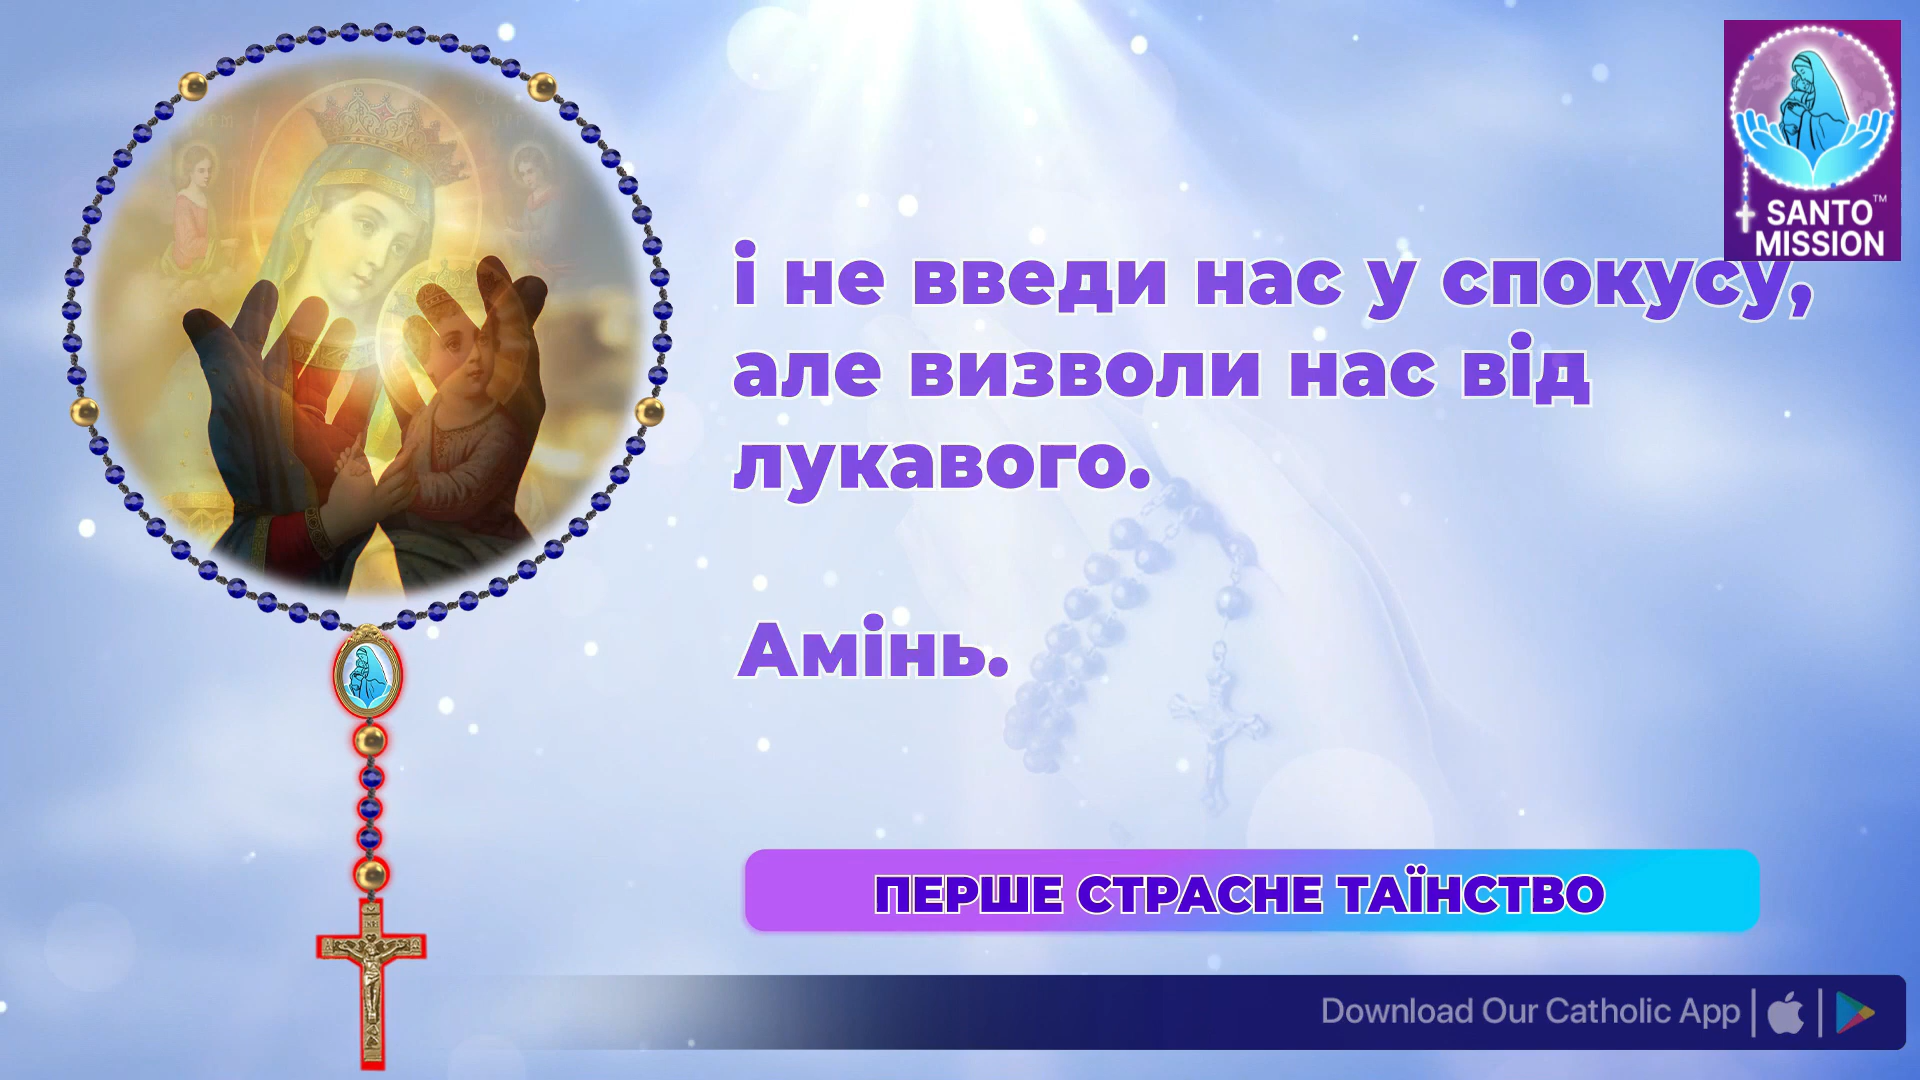 SANTO™
MISSION
і не введи нас у спокусу,
але визволи нас від
лукавого.
Амінь.
ПЕРШЕ СТРАСНЕ ТАЇНСТВО
Download Our Catholic App